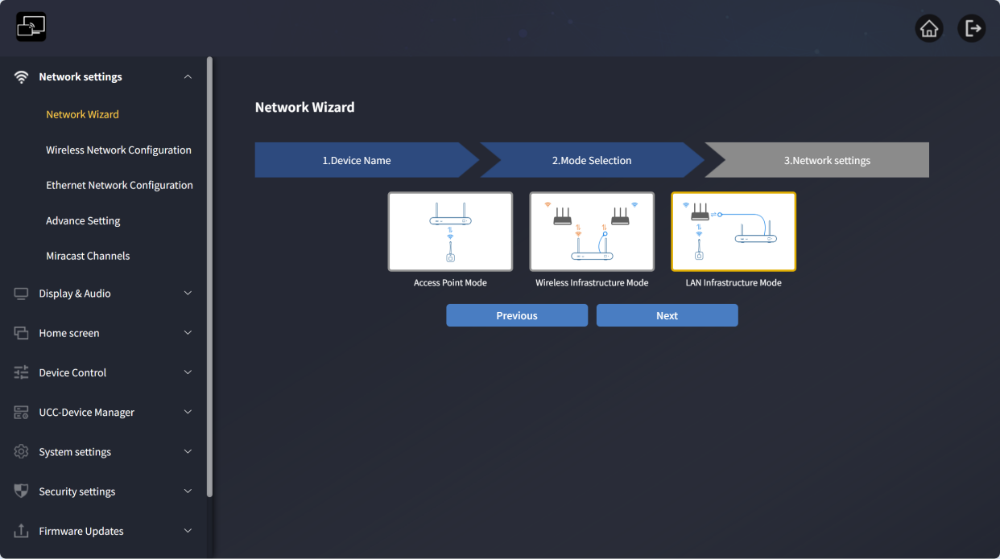 Network settings
Network Wizard
Wireless Network Configuration
Ethernet Network Configuration
Advance Setting
Miracast Channels
Display & Audio
Home screen
Device Control
UCC-Device Manager
System settings
Security settings
Firmware Updates
Network Wizard
1.Device Name
2.Mode Selection
3.Network settings
Access Point Mode
Wireless Infrastructure Mode
LAN Infrastructure Mode
Previous
Next